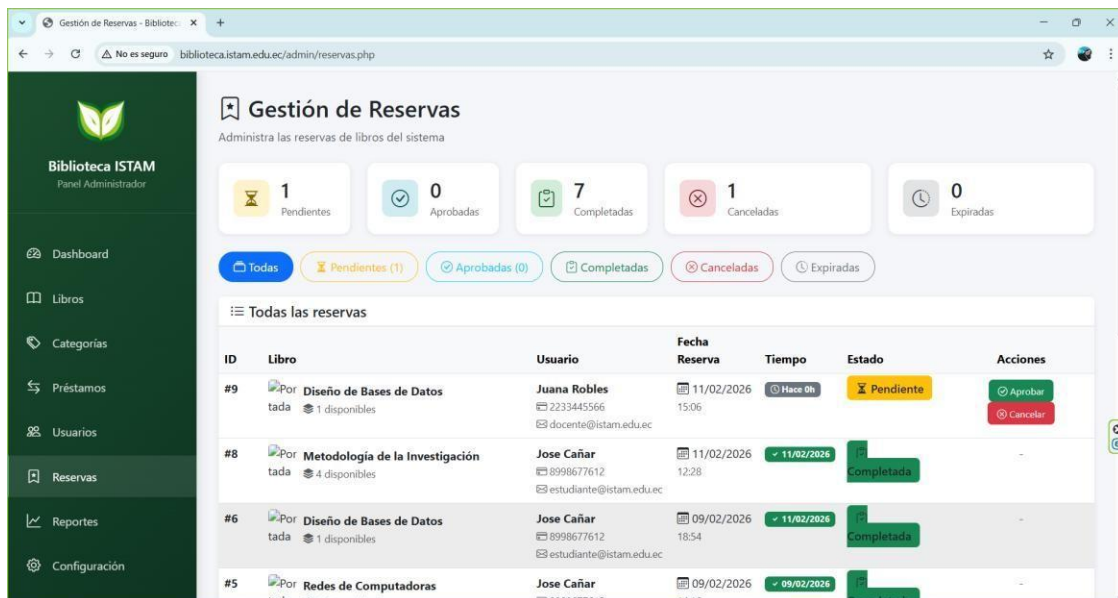 Gestión de Reservas - Bibliotec
No es seguro biblioteca.istam.edu.ec/admin/reservas.php
Biblioteca ISTAM
Panel Administrador
Dashboard
Libros
Categorías
Préstamos
Usuarios
Reservas
Reportes
Configuración
Gestión de Reservas
Administra las reservas de libros del sistema
1
Pendientes
0
Aprobadas
7
Completadas
1
Canceladas
0
Expiradas
Todas Pendientes (1) Aprobadas (0) Completadas Canceladas Expiradas
Todas las reservas
ID Libro Usuario Fecha Reserva Tiempo Estado Acciones
#9 Portada Diseño de Bases de Datos Juana Robles 11/02/2026 Hace 0h Pendiente Aprobar
1 disponibles 2233445566 15:06 Cancelar
docente@istam.edu.ec
#8 Portada Metodología de la Investigación Jose Cañar 11/02/2026 11/02/2026 Completada -
4 disponibles 8998677612 12:28
estudiante@istam.edu.ec
#6 Portada Diseño de Bases de Datos Jose Cañar 09/02/2026 11/02/2026 Completada -
1 disponibles 8998677612 18:54
estudiante@istam.edu.ec
#5 Portada Redes de Computadoras Jose Cañar 09/02/2026 09/02/2026 -